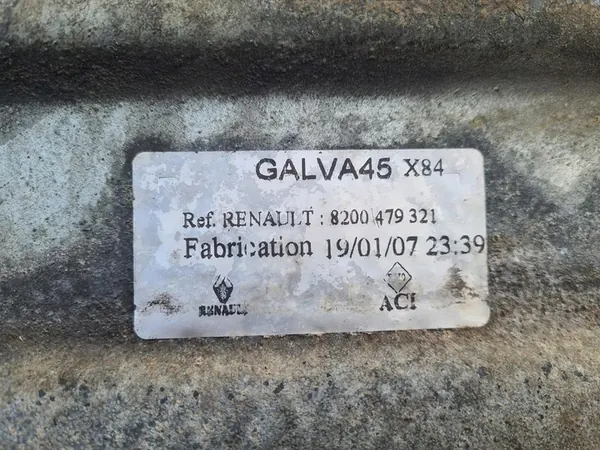 GALVA45 X84
Ref. RENAULT : 8200 479 321
Fabrication 19/01/07 23:39
RENAULT
ACI